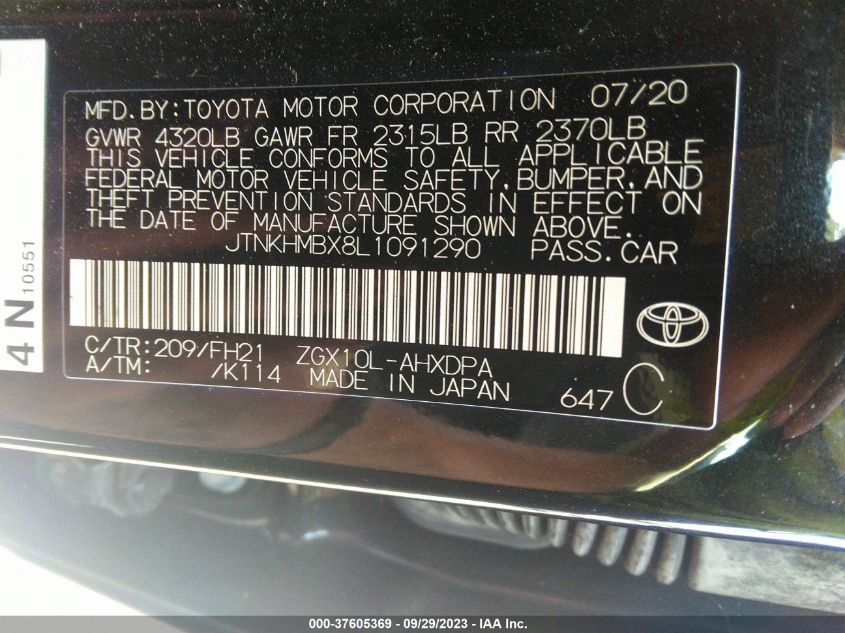 MFD.BY:TOYOTA MOTOR CORPORATION 07/20
GVWR 4320LB GAWR FR 2315LB RR 2370LB
THIS VEHICLE CONFORMS TO ALL APPLICABLE
FEDERAL MOTOR VEHICLE SAFETY,BUMPER,AND
THEFT PREVENTION STANDARDS IN EFFECT ON
THE DATE OF MANUFACTURE SHOWN ABOVE.
JTNKHMBX8L1091290 PASS.CAR
C/TR:209/FH21 ZGX10L-AHXDPA
A/TM: /K114 MADE IN JAPAN
647 C
4 N 10551
000-37605369 - 09/29/2023 - IAA Inc.